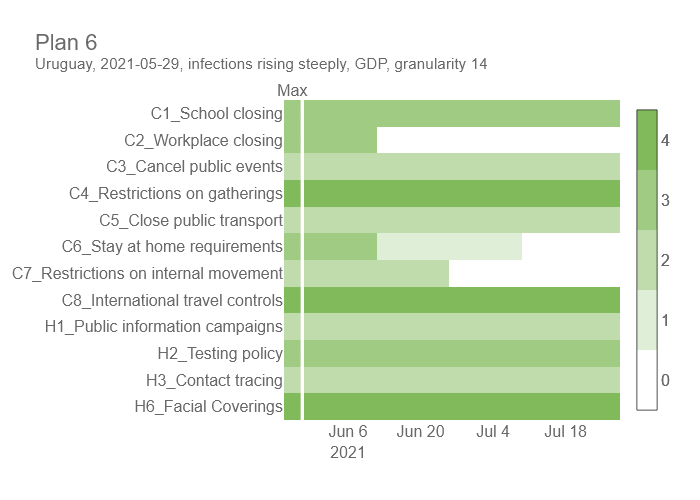 Plan 6
Uruguay, 2021-05-29, infections rising steeply, GDP, granularity 14
Max
C1_School closing
C2_Workplace closing
C3_Cancel public events
C4_Restrictions on gatherings
C5_Close public transport
C6_Stay at home requirements
C7_Restrictions on internal movement
C8_International travel controls
H1_Public information campaigns
H2_Testing policy
H3_Contact tracing
H6_Facial Coverings
Jun 6 Jun 20 Jul 4 Jul 18
2021
4
3
2
1
0